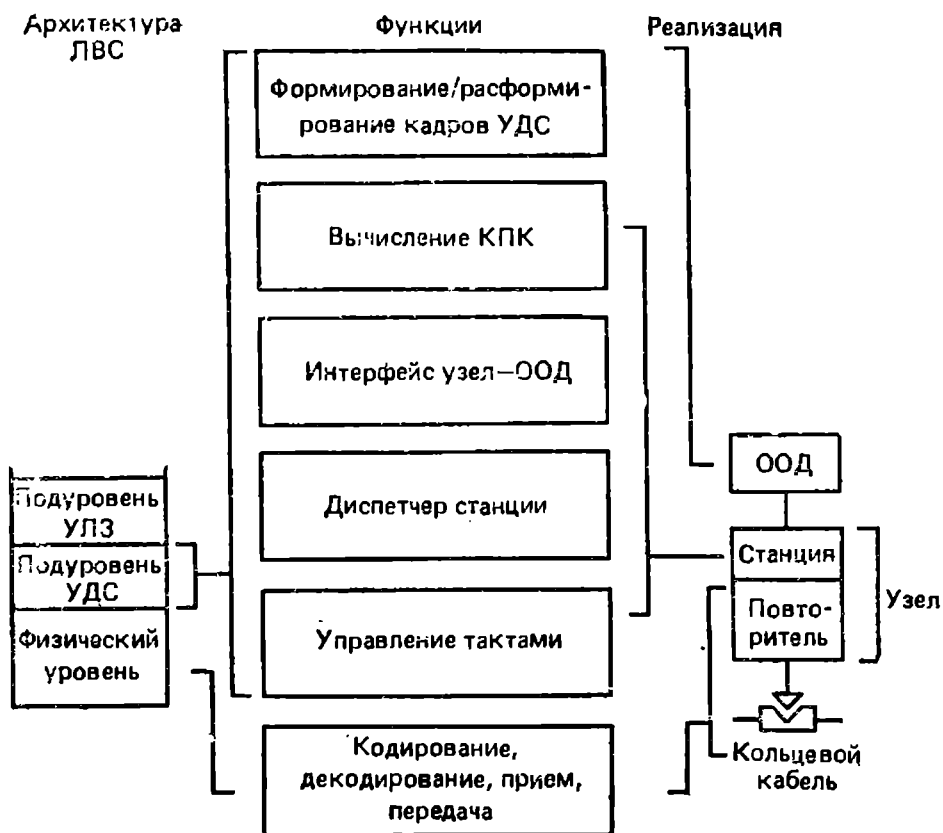 Архитектура
ЛВС
Функции
Реализация
Формирование/расформи-
рование кадров УДС
Вычисление КПК
Интерфейс узел—ООД
Диспетчер станции
Управление тактами
Кодирование,
декодирование, прием,
передача
Подуровень
УЛЗ
Подуровень
УДС
Физический
уровень
ООД
Станция
Повто-
ритель
Узел
Кольцевой
кабель